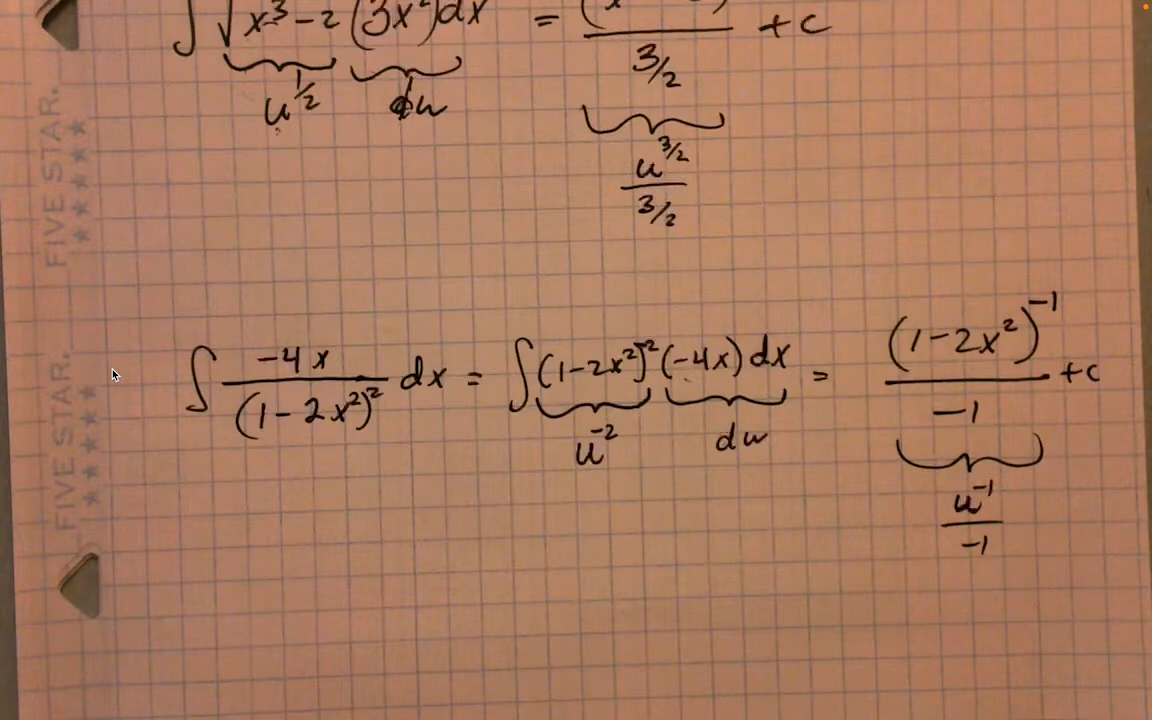 ∫ √x³-2 (3x²)dx = (x
3/2 +c
u^1/2 du
u^3/2
3/2
∫ -4x / (1-2x²)² dx = ∫(1-2x²)^-2 (-4x) dx = (1-2x²)^-1 / -1 +c
u^-2 du
u^-1
-1
FIVE STAR.
FIVE STAR.